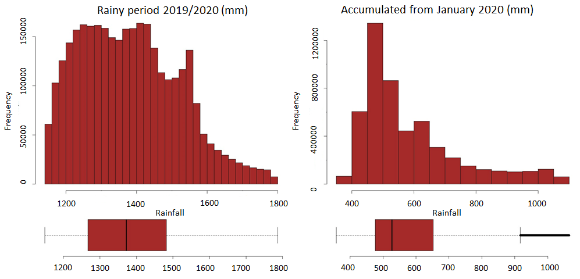 Rainy period 2019/2020 (mm)
Accumulated from January 2020 (mm)
Frequency
0 50000 100000 150000
1200 1400 1600 1800
Rainfall
1200 1300 1400 1500 1600 1700 1800
Frequency
0 400000 800000 1200000
400 600 800 1000
Rainfall
400 500 600 700 800 900 1000